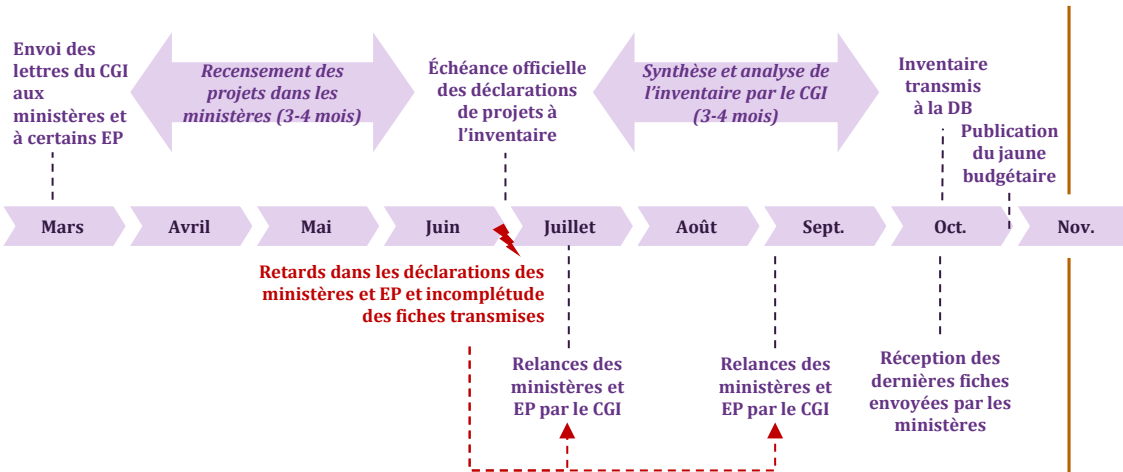 Envoi des
lettres du CGI
aux
ministères et
à certains EP
Recensement des
projets dans les
ministères (3-4 mois)
Échéance officielle
des déclarations
de projets à
l’inventaire
Synthèse et analyse de
l’inventaire par le CGI
(3-4 mois)
Inventaire
transmis
à la DB
Publication
du jaune
budgétaire
Mars
Avril
Mai
Juin
Juillet
Août
Sept.
Oct.
Nov.
Retards dans les déclarations des
ministères et EP et incomplétude
des fiches transmises
Relances des
ministères et
EP par le CGI
Relances des
ministères et
EP par le CGI
Réception des
dernières fiches
envoyées par les
ministères